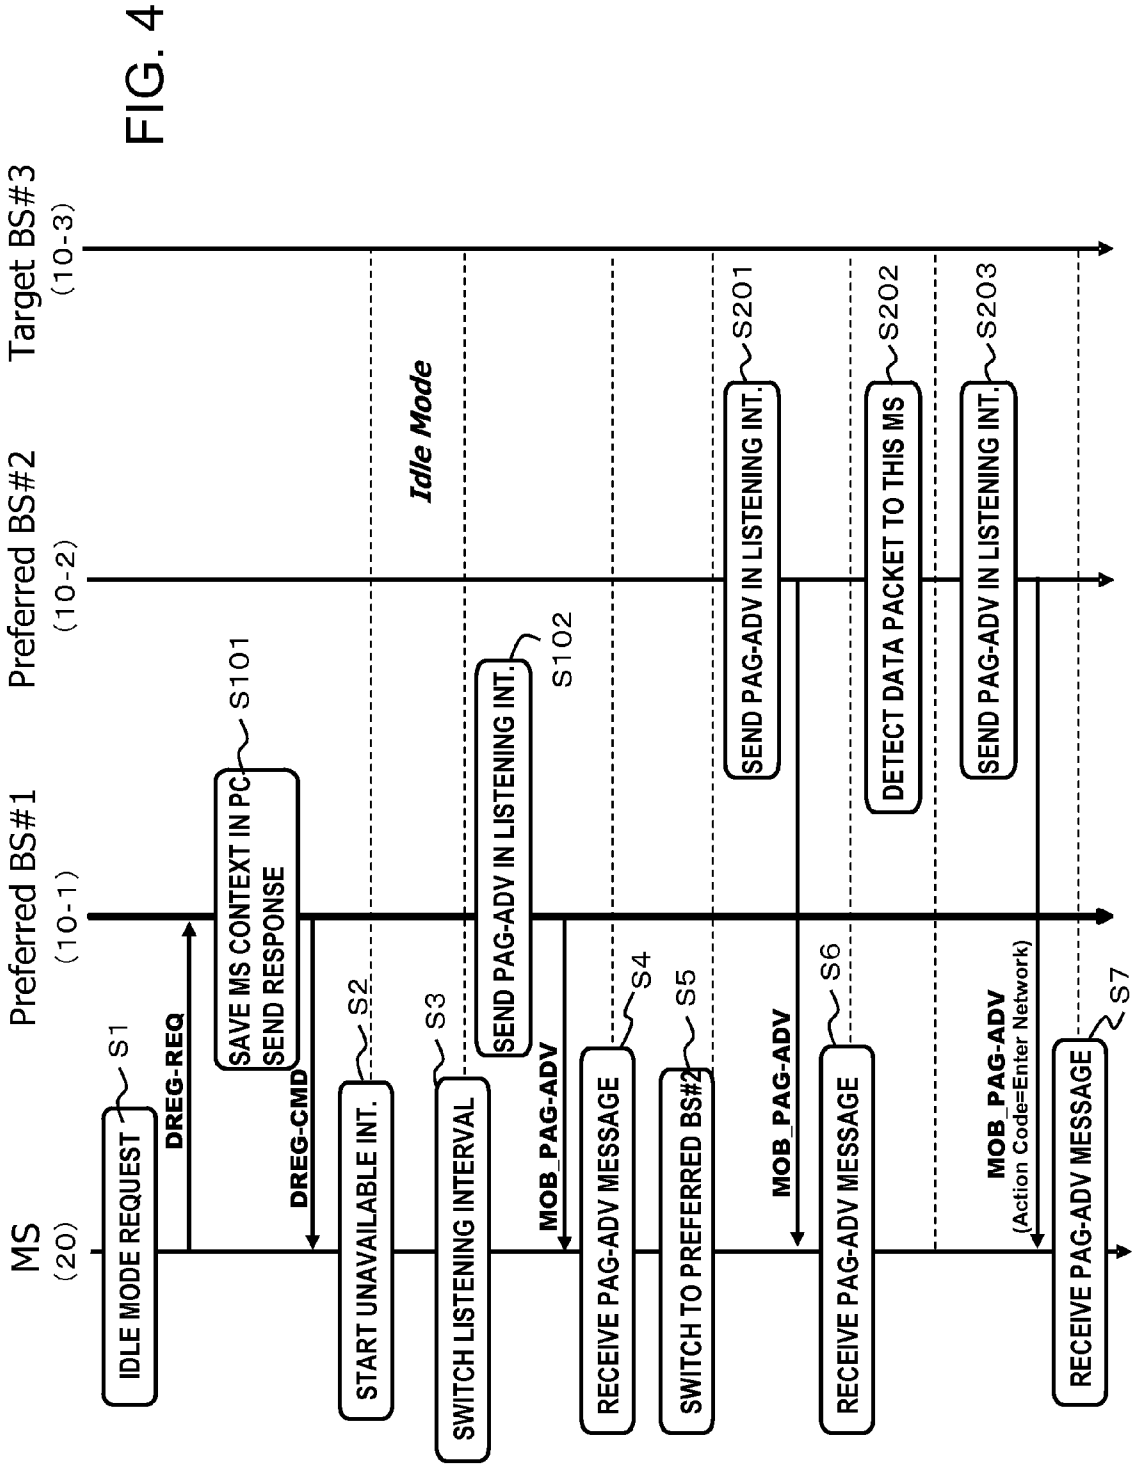 FIG. 4
MS
(20)
Preferred BS#1
(10-1)
Preferred BS#2
(10-2)
Target BS#3
(10-3)
IDLE MODE REQUEST
S1
DREG-REQ
SAVE MS CONTEXT IN PC
SEND RESPONSE
S101
DREG-CMD
START UNAVAILABLE INT.
S2
Idle Mode
SWITCH LISTENING INTERVAL
S3
SEND PAG-ADV IN LISTENING INT.
S102
MOB_PAG-ADV
RECEIVE PAG-ADV MESSAGE
S4
SWITCH TO PREFERRED BS#2
S5
SEND PAG-ADV IN LISTENING INT.
S201
MOB_PAG-ADV
RECEIVE PAG-ADV MESSAGE
S6
DETECT DATA PACKET TO THIS MS
S202
SEND PAG-ADV IN LISTENING INT.
S203
MOB_PAG-ADV
(Action Code=Enter Network)
RECEIVE PAG-ADV MESSAGE
S7